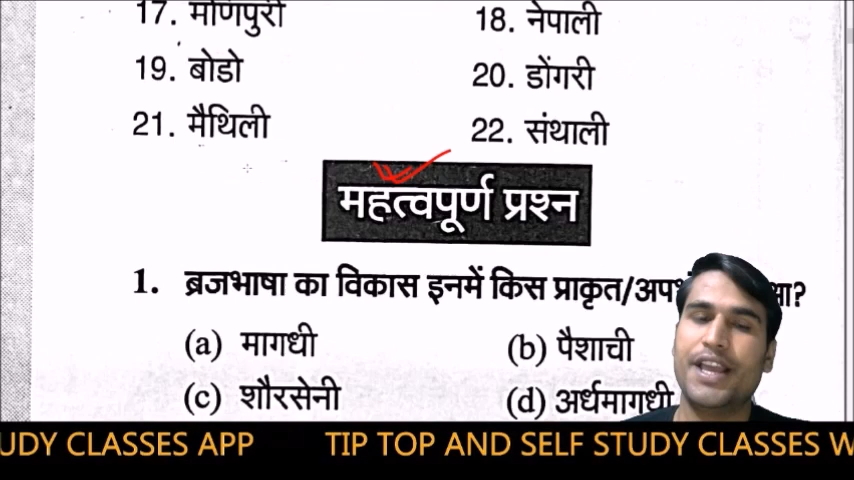 17. मणिपुरी 18. नेपाली
19. बोडो 20. डोंगरी
21. मैथिली 22. संथाली
महत्वपूर्ण प्रश्न
1. ब्रजभाषा का विकास इनमें किस प्राकृत/
(a) मागधी (b) पैशाची
(c) शौरसेनी (d) अर्धमागधी
UDY CLASSES APP TIP TOP AND SELF STUDY CLASSES W